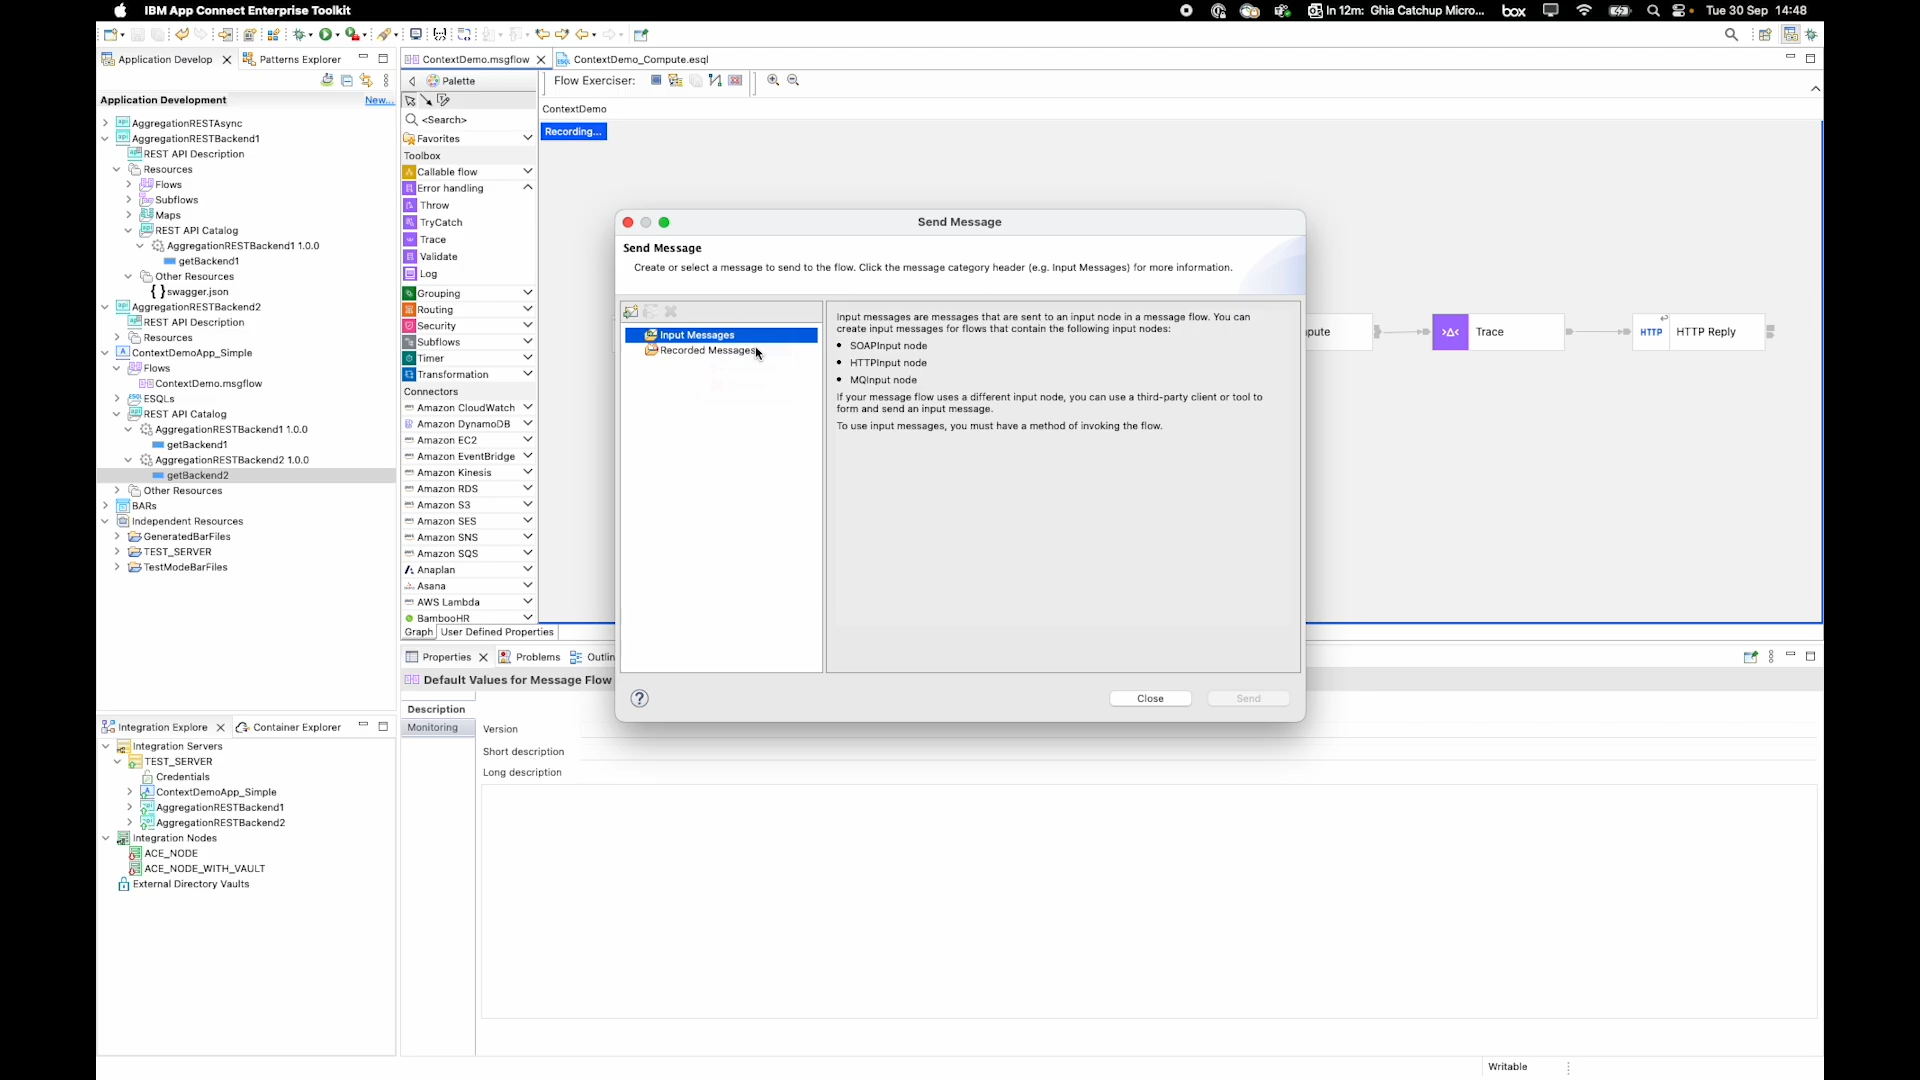 IBM App Connect Enterprise Toolkit
In 12m: Ghia Catchup Micro...
box
Tue 30 Sep 14:48
Application Develop
Patterns Explorer
Application Development
New...
AggregationRESTAsync
AggregationRESTBackend1
REST API Description
Resources
Flows
Subflows
Maps
REST API Catalog
AggregationRESTBackend1 1.0.0
getBackend1
Other Resources
{ } swagger.json
AggregationRESTBackend2
REST API Description
Resources
ContextDemoApp_Simple
Flows
ContextDemo.msgflow
ESQLs
REST API Catalog
AggregationRESTBackend1 1.0.0
getBackend1
AggregationRESTBackend2 1.0.0
getBackend2
Other Resources
BARs
Independent Resources
GeneratedBarFiles
TEST_SERVER
TestModeBarFiles
Integration Explore
Container Explorer
Integration Servers
TEST_SERVER
Credentials
ContextDemoApp_Simple
AggregationRESTBackend1
AggregationRESTBackend2
Integration Nodes
ACE_NODE
ACE_NODE_WITH_VAULT
External Directory Vaults
ContextDemo.msgflow
ContextDemo_Compute.esql
Palette
<Search>
Favorites
Toolbox
Callable flow
Error handling
Throw
TryCatch
Trace
Validate
Log
Grouping
Routing
Security
Subflows
Timer
Transformation
Connectors
Amazon CloudWatch
Amazon DynamoDB
Amazon EC2
Amazon EventBridge
Amazon Kinesis
Amazon RDS
Amazon S3
Amazon SES
Amazon SNS
Amazon SQS
Anaplan
Asana
AWS Lambda
BambooHR
Graph
User Defined Properties
Flow Exerciser:
ContextDemo
Recording...
pute
Trace
HTTP
HTTP Reply
Send Message
Send Message
Create or select a message to send to the flow. Click the message category header (e.g. Input Messages) for more information.
Input Messages
Recorded Messages
Input messages are messages that are sent to an input node in a message flow. You can
create input messages for flows that contain the following input nodes:
• SOAPInput node
• HTTPInput node
• MQInput node
If your message flow uses a different input node, you can use a third-party client or tool to
form and send an input message.
To use input messages, you must have a method of invoking the flow.
?
Close
Send
Properties
Problems
Outlin
Default Values for Message Flow
Description
Monitoring
Version
Short description
Long description
Writable